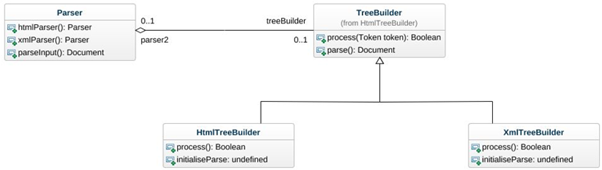 Parser
htmlParser(): Parser
xmlParser(): Parser
parseInput(): Document
0..1
parser2
treeBuilder
0..1
TreeBuilder
(from HtmlTreeBuilder)
process(Token token): Boolean
parse(): Document
HtmlTreeBuilder
process(): Boolean
initialiseParse: undefined
XmlTreeBuilder
process(): Boolean
initialiseParse: undefined